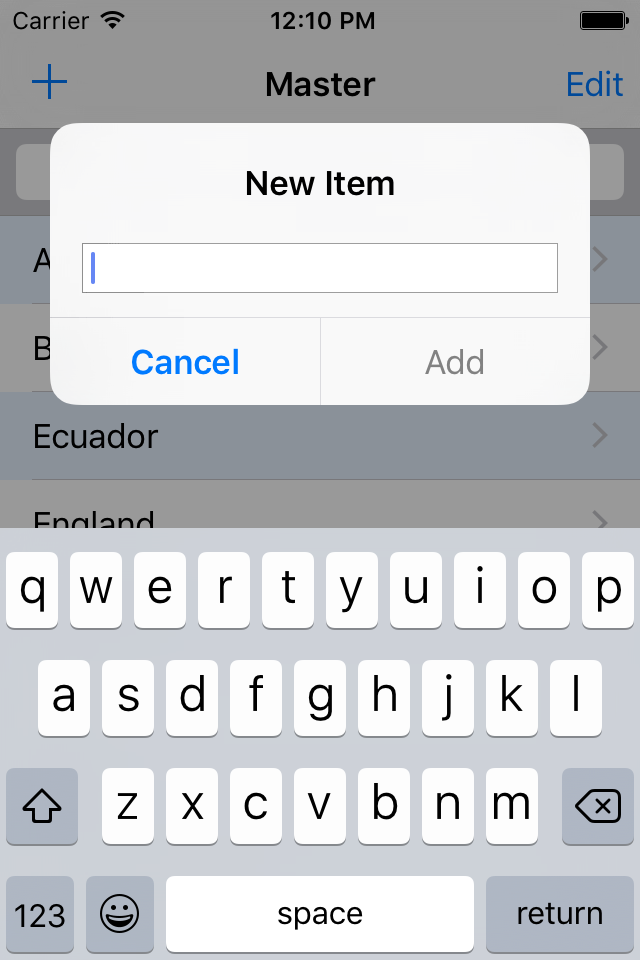 Carrier 12:10 PM
Master Edit
New Item
A
B
Cancel Add
Ecuador
England
q w e r t y u i o p
a s d f g h j k l
z x c v b n m
123 space return